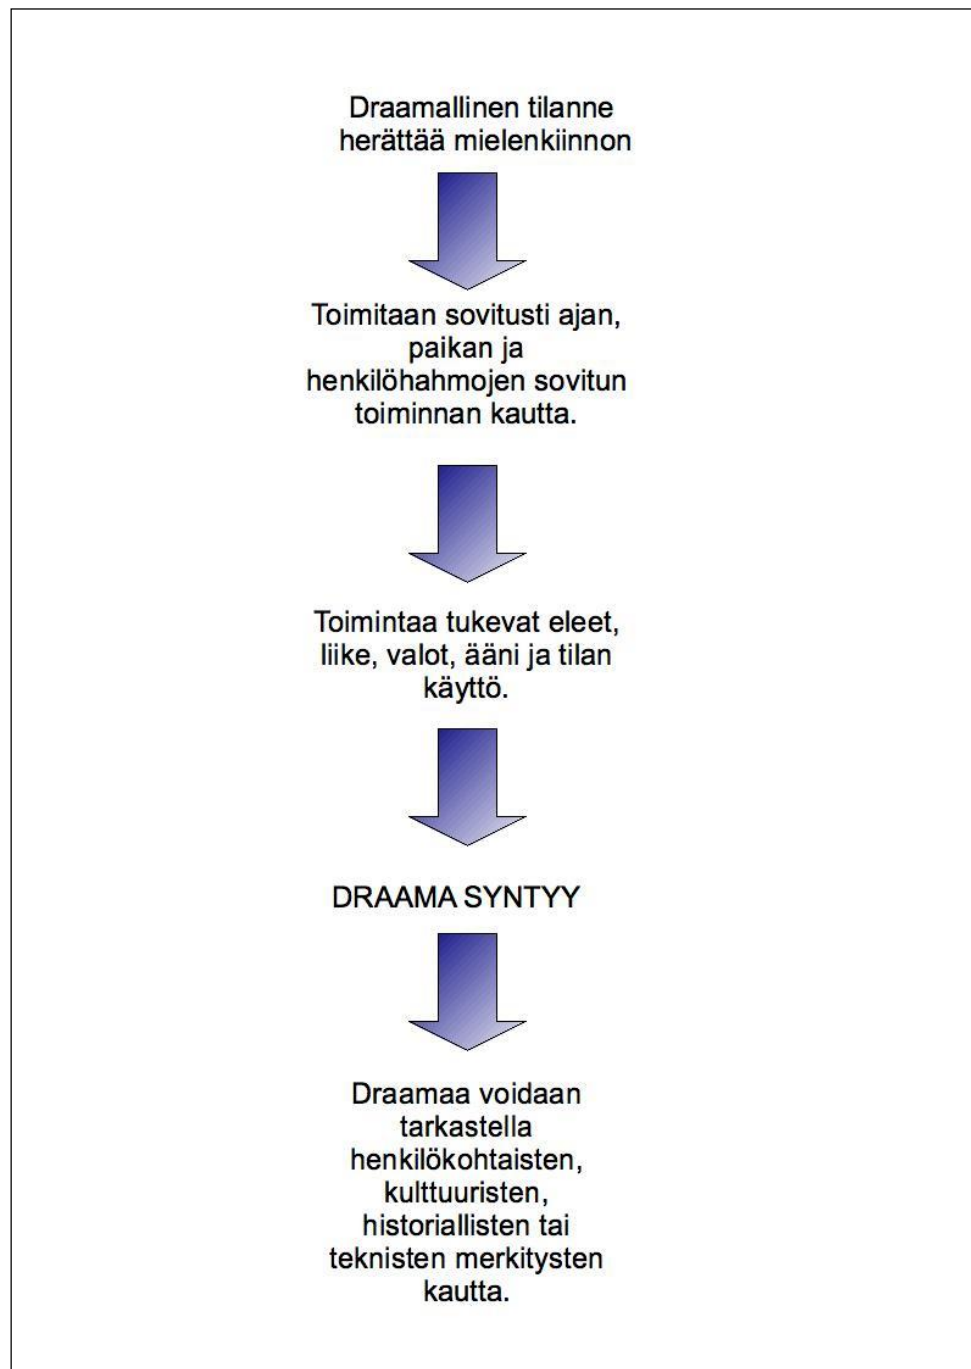 Draamallinen tilanne
herättää mielenkiinnon
Toimitaan sovitusti ajan,
paikan ja
henkilöhahmojen sovitun
toiminnan kautta.
Toimintaa tukevat eleet,
liike, valot, ääni ja tilan
käyttö.
DRAAMA SYNTYY
Draamaa voidaan
tarkastella
henkilökohtaisten,
kulttuuristen,
historiallisten tai
teknisten merkitysten
kautta.